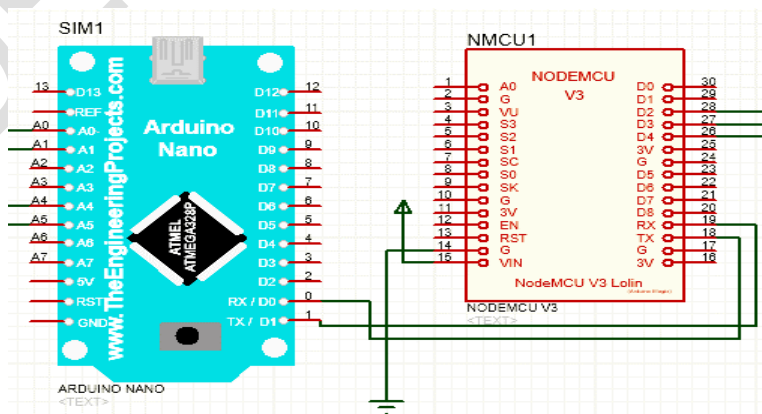 SIM1
NMCU1
13 D13 D12 12
REF D11 11
A0 A0 D10 10
A1 A1 D9 9
A2 A2 D8 8
A3 A3 D7 7
A4 A4 D6 6
A5 A5 D5 5
A6 A6 D4 4
A7 A7 D3 3
5V D2 2
RST RX / D0 0
GND TX / D1 1
Arduino
Nano
www.TheEngineeringProjects.com
ATMEL
ATMEGA328P
ARDUINO NANO
<TEXT>
NODEMCU
V3
1 A0 D0 30
2 G D1 29
3 VU D2 28
4 S3 D3 27
5 S2 D4 26
6 S1 3V 25
7 SC G 24
8 S0 D5 23
9 SK D6 22
10 G D7 21
11 3V D8 20
12 EN RX 19
13 RST TX 18
14 G G 17
15 VIN 3V 16
NodeMCU V3 Lolin
NODEMCU V3
<TEXT>